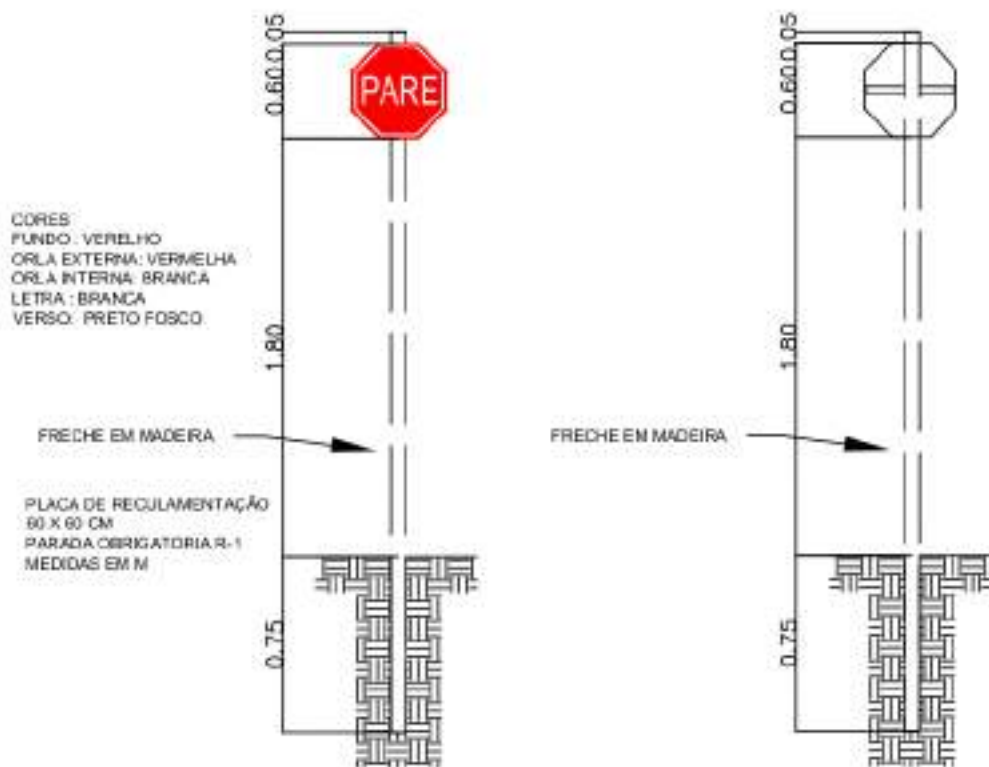 0.05
0.60
PARE
1.80
0.75
CORES
FUNDO : VERELHO
ORLA EXTERNA: VERMELHA
ORLA INTERNA: BRANCA
LETRA : BRANCA
VERSO: PRETO FOSCO
FRECHE EM MADEIRA
PLACA DE REGULAMENTAÇÃO
60 X 60 CM
PARADA OBRIGATORIA R-1
MEDIDAS EM M
0.05
0.60
1.80
FRECHE EM MADEIRA
0.75